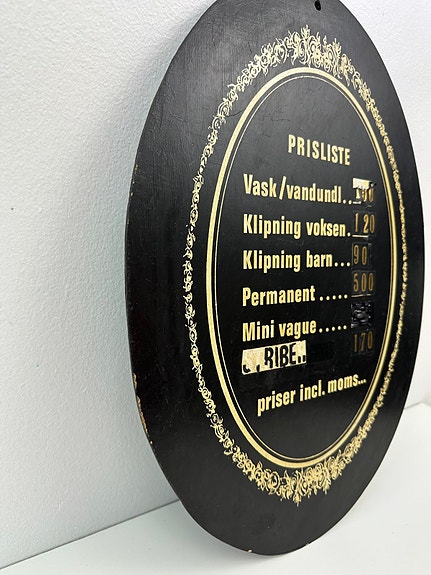 PRISLISTE
Vask/vandundl..
Klipning voksen. 120
Klipning barn... 90
Permanent ..... 500
Mini vague.....
RIBE.. 170
priser incl. moms...